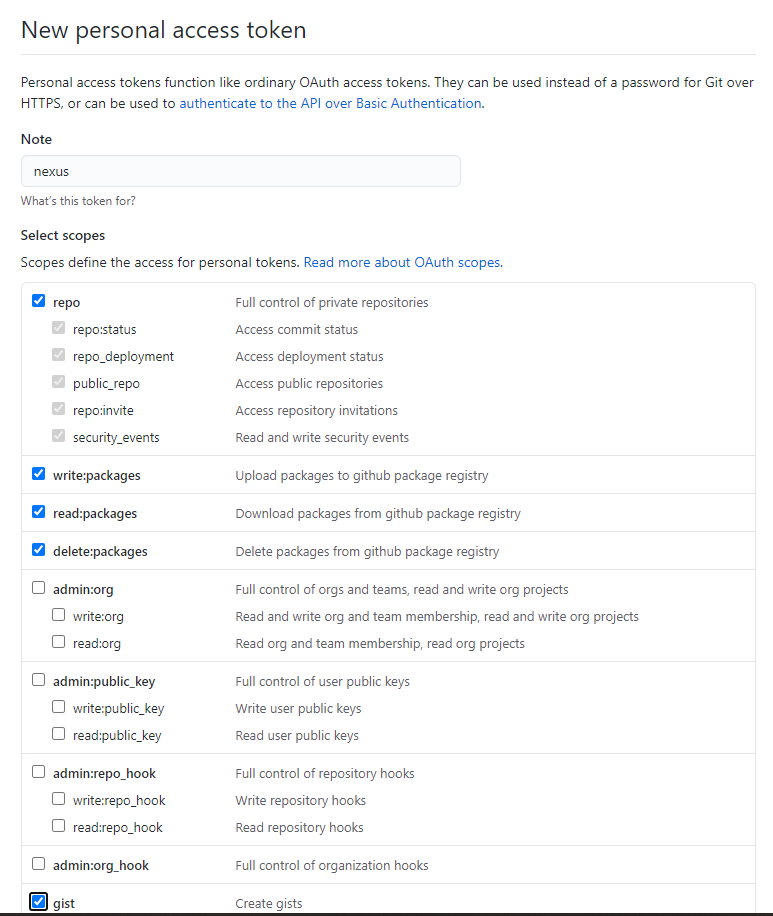 New personal access token
Personal access tokens function like ordinary OAuth access tokens. They can be used instead of a password for Git over
HTTPS, or can be used to authenticate to the API over Basic Authentication.
Note
nexus
What's this token for?
Select scopes
Scopes define the access for personal tokens. Read more about OAuth scopes.
repo Full control of private repositories
repo:status Access commit status
repo_deployment Access deployment status
public_repo Access public repositories
repo:invite Access repository invitations
security_events Read and write security events
write:packages Upload packages to github package registry
read:packages Download packages from github package registry
delete:packages Delete packages from github package registry
admin:org Full control of orgs and teams, read and write org projects
write:org Read and write org and team membership, read and write org projects
read:org Read org and team membership, read org projects
admin:public_key Full control of user public keys
write:public_key Write user public keys
read:public_key Read user public keys
admin:repo_hook Full control of repository hooks
write:repo_hook Write repository hooks
read:repo_hook Read repository hooks
admin:org_hook Full control of organization hooks
gist Create gists